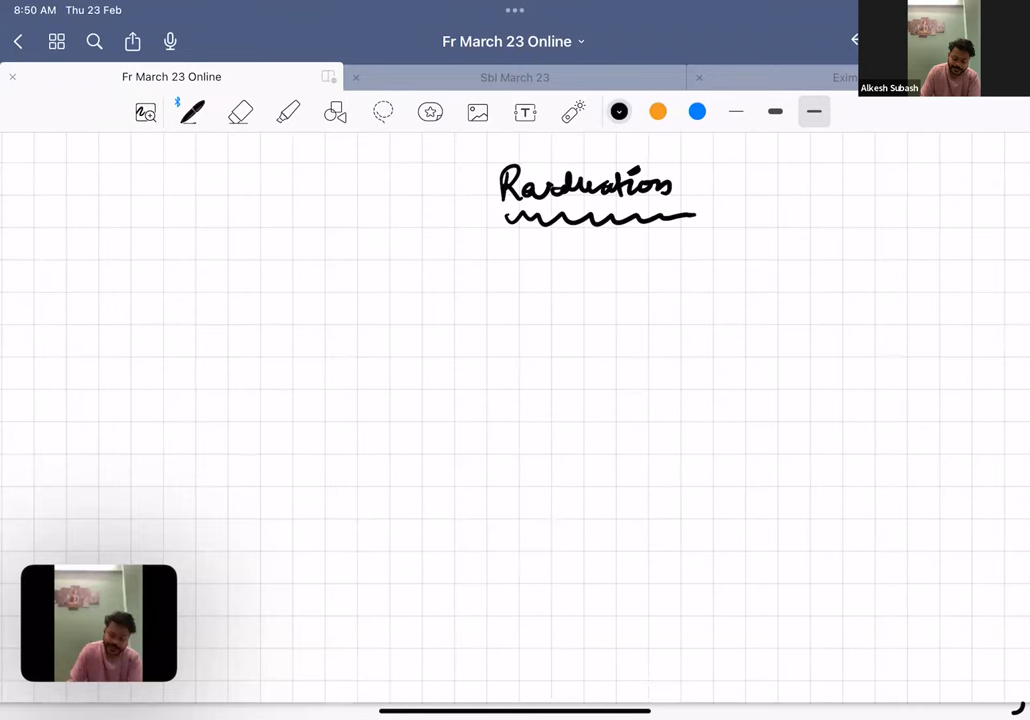 8:50 AM Thu 23 Feb
Fr March 23 Online
Alkesh Subash
Fr March 23 Online
Sbl March 23
Exim
T